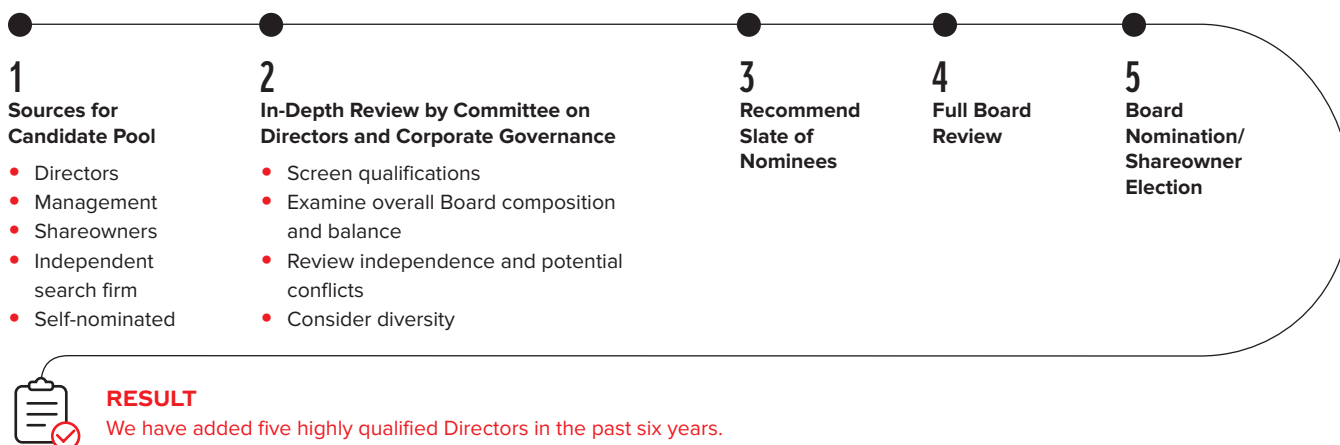 1
Sources for
Candidate Pool
• Directors
• Management
• Shareowners
• Independent
search firm
• Self-nominated
2
In-Depth Review by Committee on
Directors and Corporate Governance
• Screen qualifications
• Examine overall Board composition
and balance
• Review independence and potential
conflicts
• Consider diversity
3
Recommend
Slate of
Nominees
4
Full Board
Review
5
Board
Nomination/
Shareowner
Election
RESULT
We have added five highly qualified Directors in the past six years.